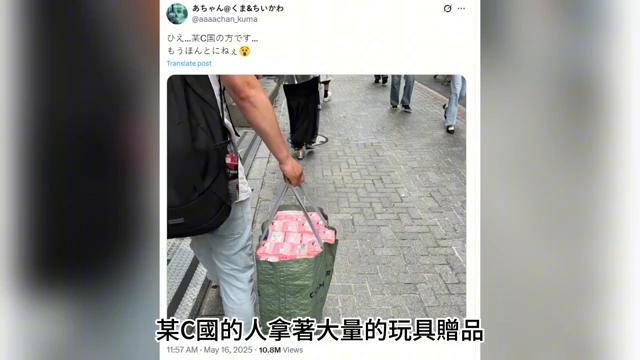 あちゃん@くま&ちいかわ
@aaaachan_kuma
ひえ...某C国の方です...
もうほんとにねぇ😵
Translate post
某C國的人拿著大量的玩具贈品
11:57 AM · May 16, 2025 · 10.8M Views